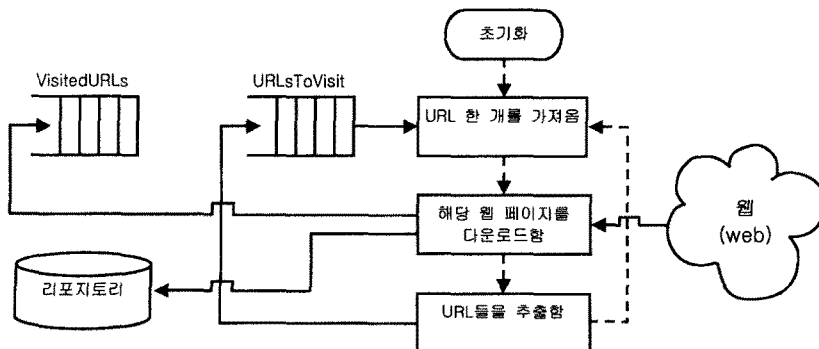 초기화
VisitedURLs
URLsToVisit
URL 한 개를 가져옴
해당 웹 페이지를
다운로드함
웹
(web)
리포지토리
URL들을 추출함